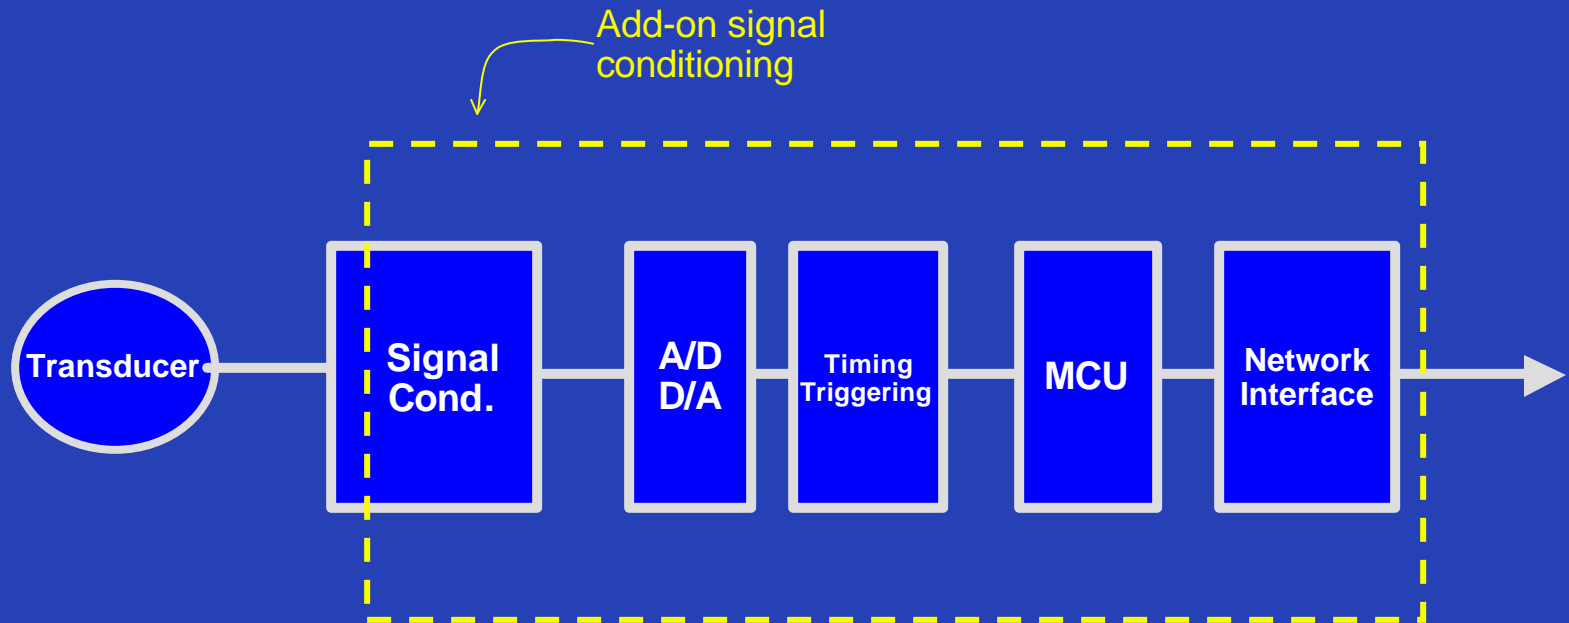 Add-on signal
conditioning
Transducer
Signal
Cond.
A/D
D/A
Timing
Triggering
MCU
Network
Interface